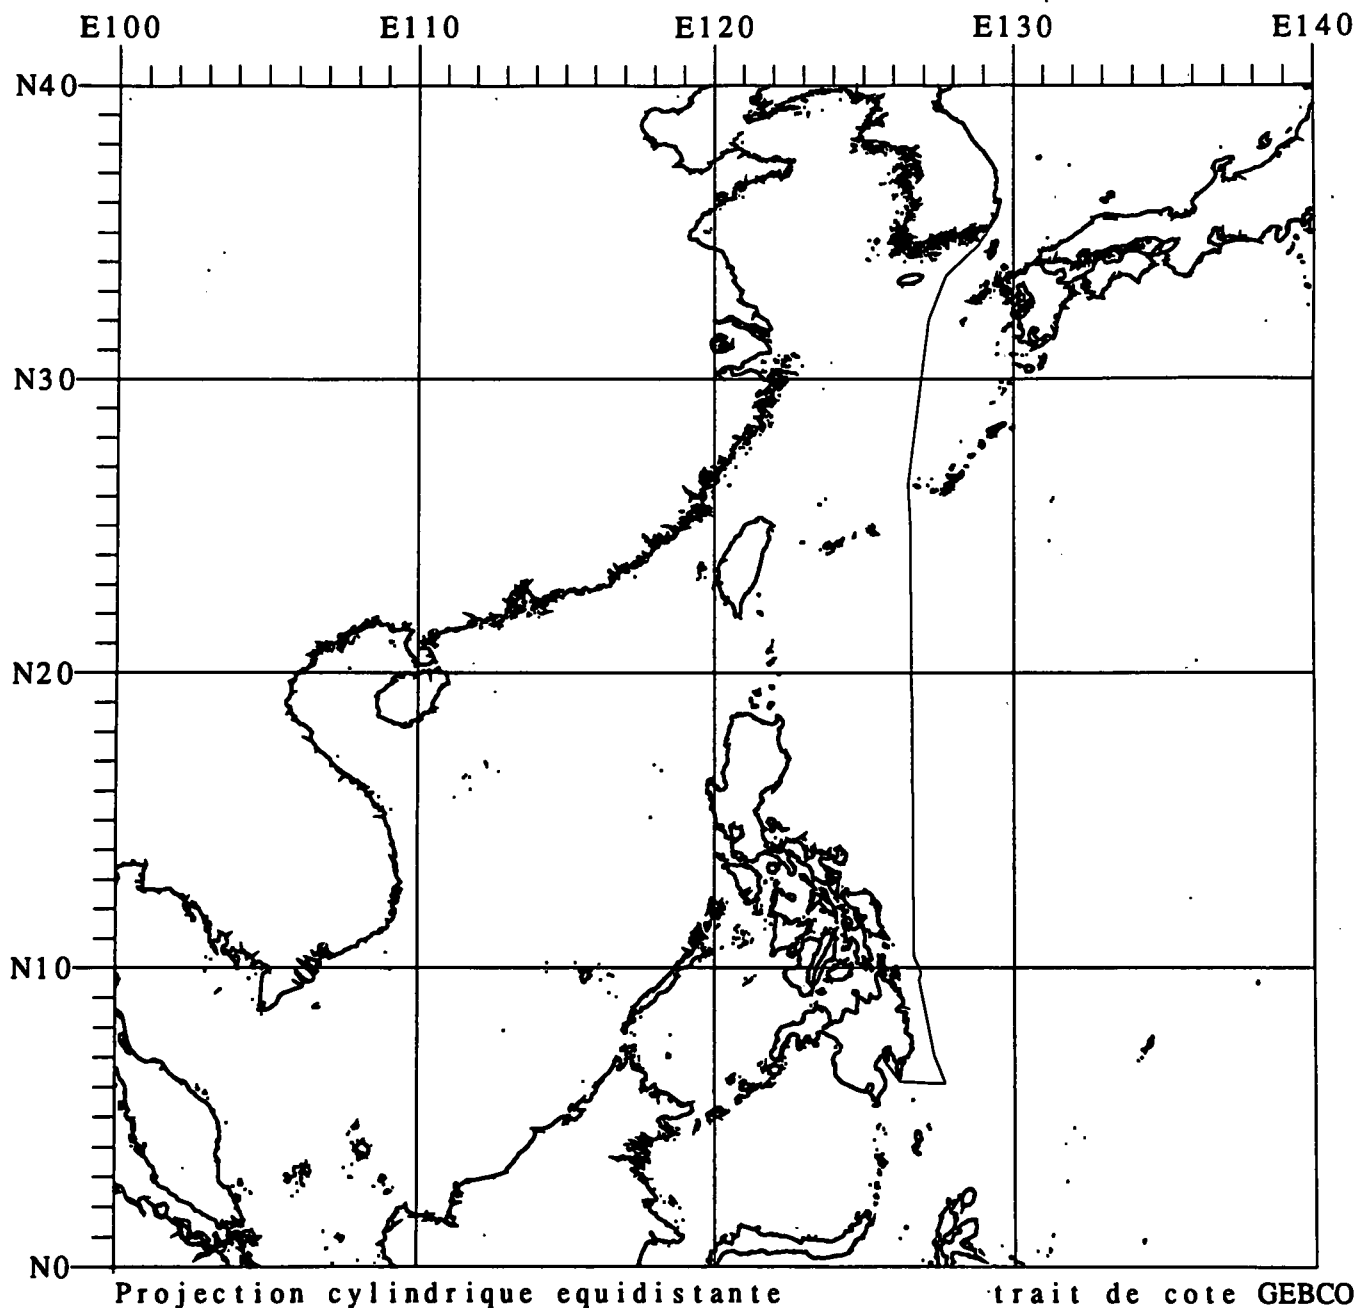 E100 E110 E120 E130 E140
N40
N30
N20
N10
N0
Projection cylindrique equidistante trait de cote GEBCO